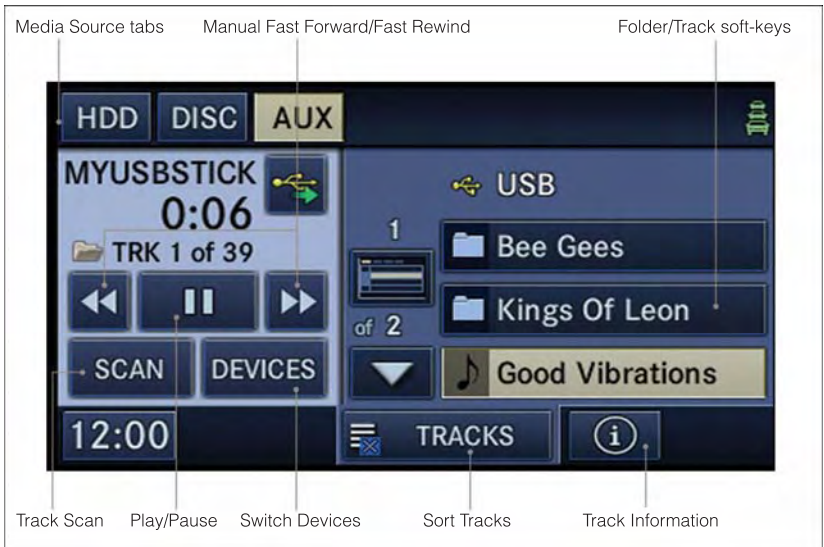 Media Source tabs
Manual Fast Forward/Fast Rewind
Folder/Track soft-keys
HDD
DISC
AUX
MYUSBSTICK
0:06
TRK 1 of 39
SCAN
DEVICES
12:00
USB
1
of 2
Bee Gees
Kings Of Leon
Good Vibrations
TRACKS
i
Track Scan
Play/Pause
Switch Devices
Sort Tracks
Track Information